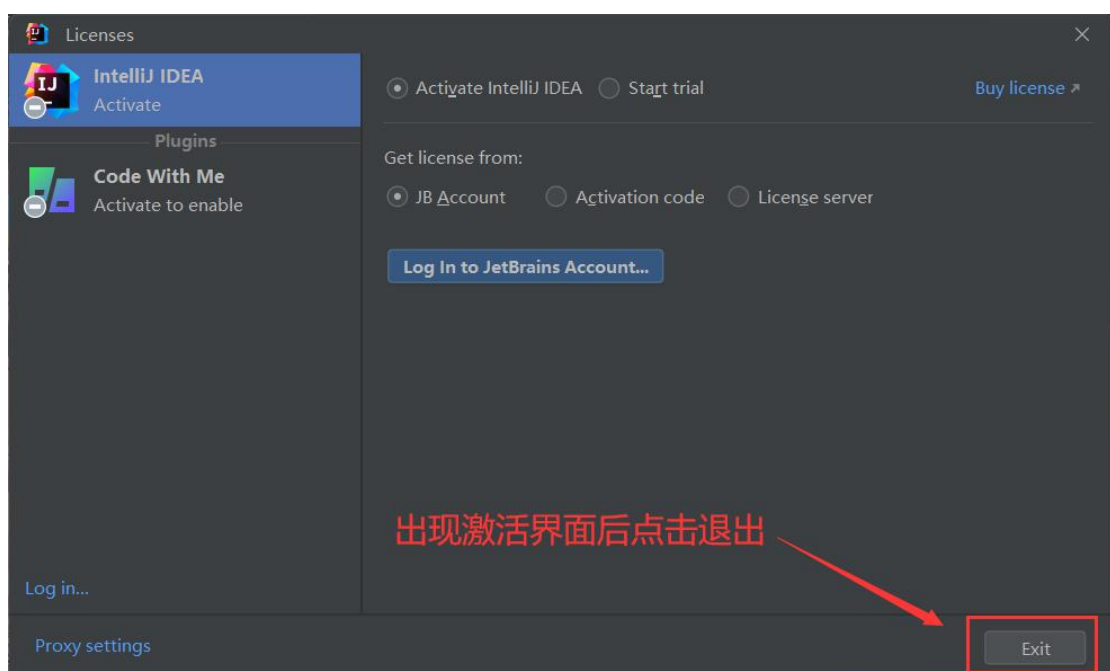 Licenses
IntelliJ IDEA
Activate
Plugins
Code With Me
Activate to enable
Log in...
Activate IntelliJ IDEA Start trial Buy license
Get license from:
JB Account Activation code License server
Log In to JetBrains Account...
出现激活界面后点击退出
Proxy settings
Exit